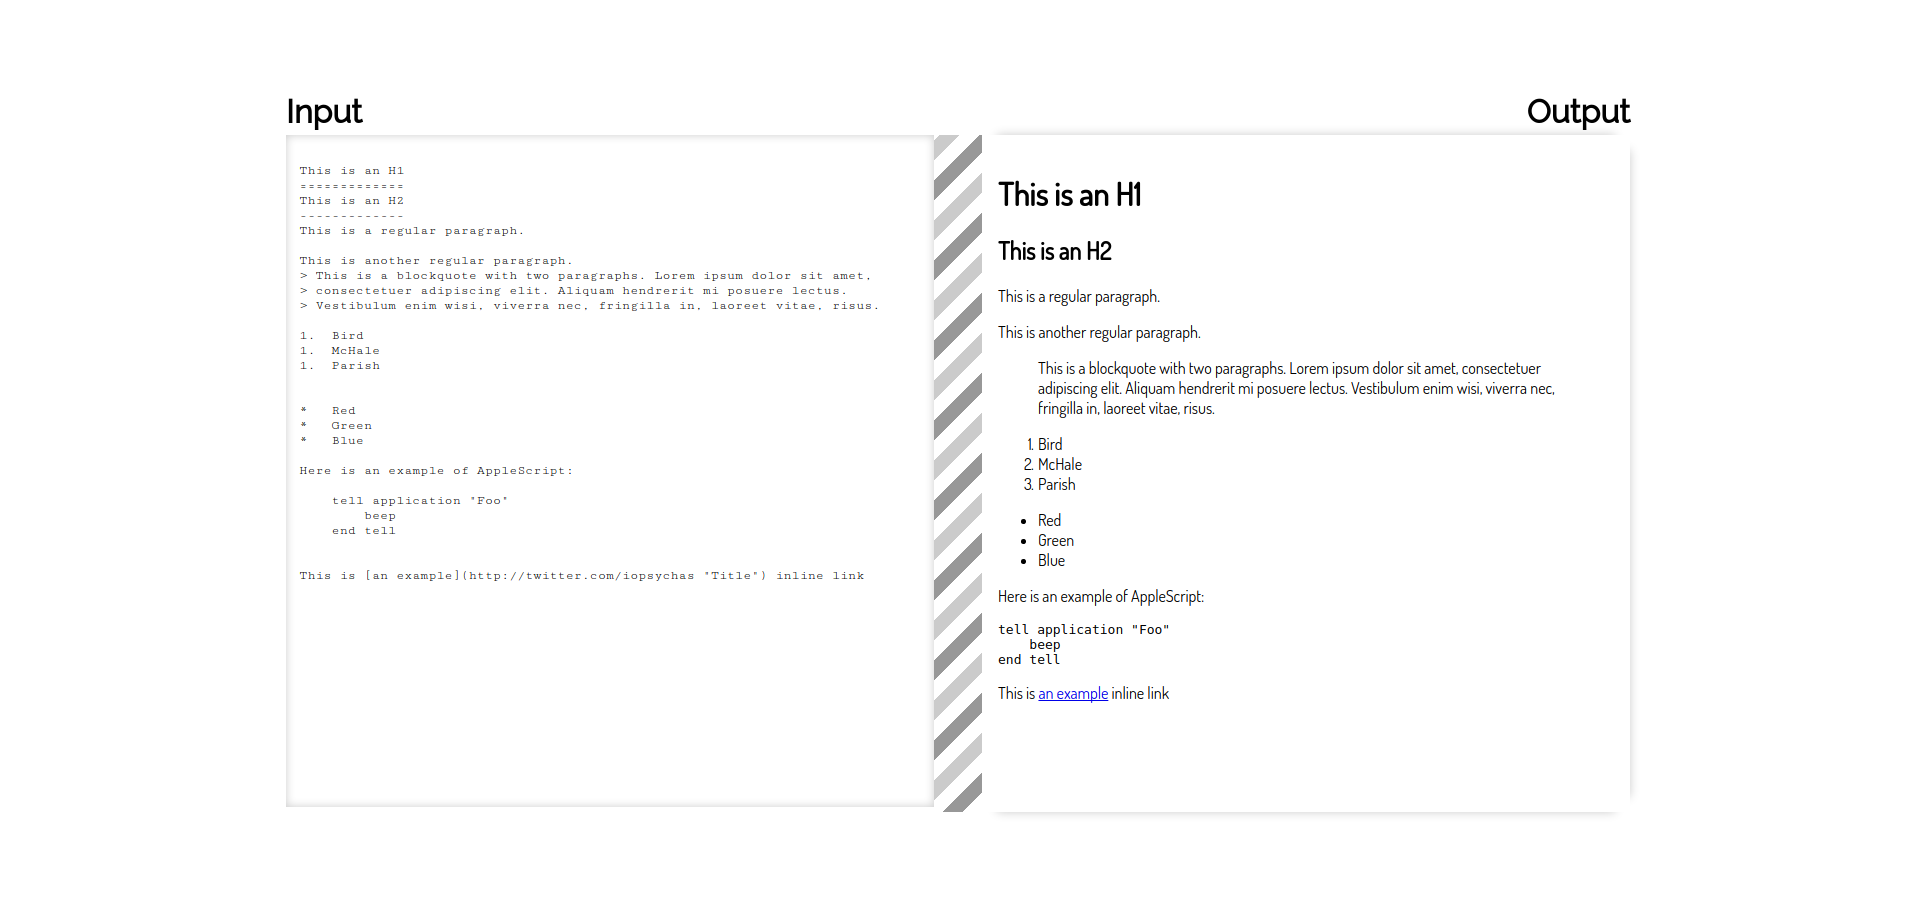 Input
Output
This is an H1
=============
This is an H2
-------------
This is a regular paragraph.
This is another regular paragraph.
> This is a blockquote with two paragraphs. Lorem ipsum dolor sit amet,
> consectetuer adipiscing elit. Aliquam hendrerit mi posuere lectus.
> Vestibulum enim wisi, viverra nec, fringilla in, laoreet vitae, risus.
1.  Bird
1.  McHale
1.  Parish
*   Red
*   Green
*   Blue
Here is an example of AppleScript:
    tell application "Foo"
        beep
    end tell
This is [an example](http://twitter.com/iopsychas "Title") inline link
This is an H1
This is an H2
This is a regular paragraph.
This is another regular paragraph.
This is a blockquote with two paragraphs. Lorem ipsum dolor sit amet, consectetuer
adipiscing elit. Aliquam hendrerit mi posuere lectus. Vestibulum enim wisi, viverra nec,
fringilla in, laoreet vitae, risus.
1. Bird
2. McHale
3. Parish
• Red
• Green
• Blue
Here is an example of AppleScript:
tell application "Foo"
    beep
end tell
This is an example inline link